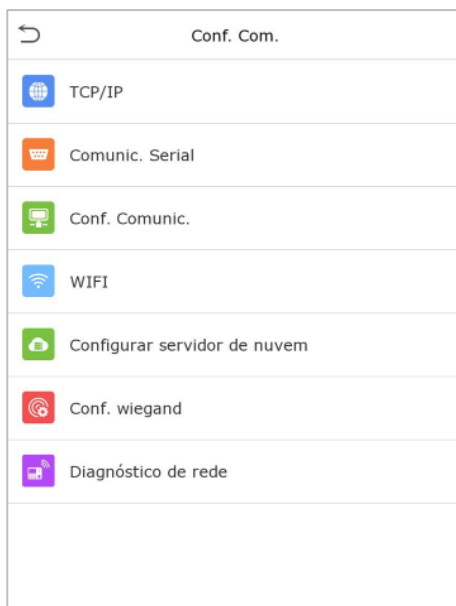 Conf. Com.
TCP/IP
Comunic. Serial
Conf. Comunic.
WIFI
Configurar servidor de nuvem
Conf. wiegand
Diagnóstico de rede